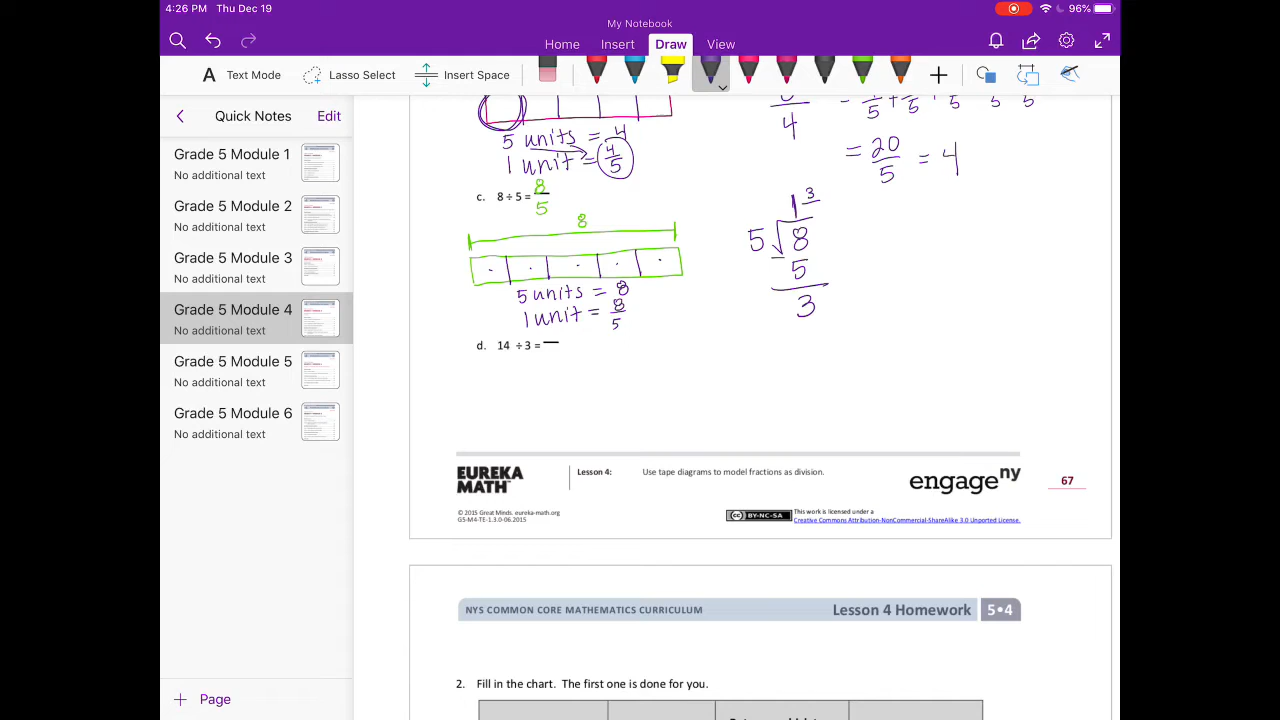 4:26 PM Thu Dec 19
96%
My Notebook
Home Insert Draw View
A Text Mode Lasso Select Insert Space
Quick Notes Edit
Grade 5 Module 1
No additional text
Grade 5 Module 2
No additional text
Grade 5 Module 3
No additional text
Grade 5 Module 4
No additional text
Grade 5 Module 5
No additional text
Grade 5 Module 6
No additional text
+ Page
5 units = 4
1 unit = 4/5
4
= 20/5 = 4
c. 8 ÷ 5 = 8/5
8
5 units = 8
1 unit = 8/5
1 3
5 8
- 5
3
d. 14 ÷ 3 =
EUREKA MATH™
Lesson 4: Use tape diagrams to model fractions as division.
engageny
67
© 2015 Great Minds. eureka-math.org
G5-M4-TE-1.3.0-06.2015
CC BY-NC-SA
This work is licensed under a
Creative Commons Attribution-NonCommercial-ShareAlike 3.0 Unported License.
NYS COMMON CORE MATHEMATICS CURRICULUM
Lesson 4 Homework 5•4
2. Fill in the chart. The first one is done for you.